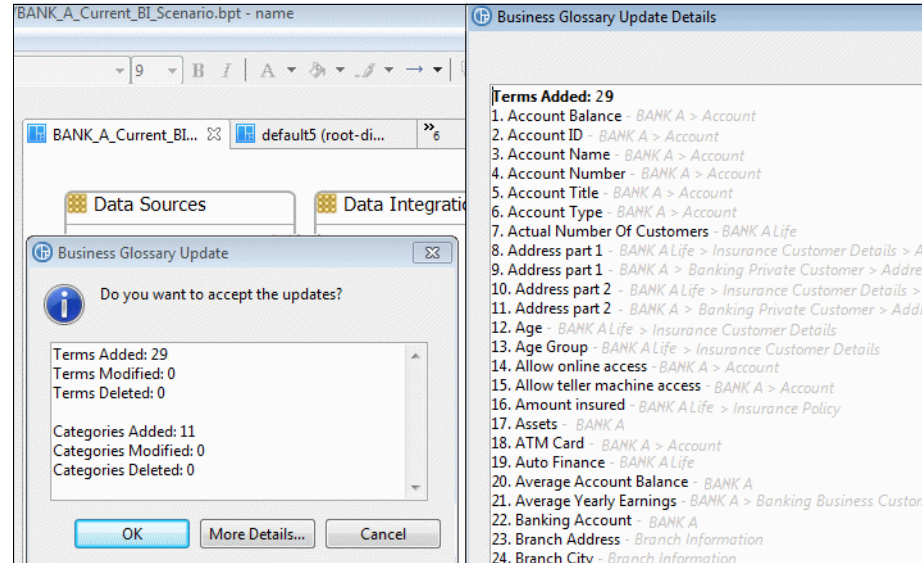 /BANK_A_Current_BI_Scenario.bpt - name
9 B I A
BANK_A_Current_BI... default5 (root-di... »6
Data Sources
Data Integratio
Business Glossary Update
Do you want to accept the updates?
Terms Added: 29
Terms Modified: 0
Terms Deleted: 0
Categories Added: 11
Categories Modified: 0
Categories Deleted: 0
OK
More Details...
Cancel
Business Glossary Update Details
Terms Added: 29
1. Account Balance - BANK A > Account
2. Account ID - BANK A > Account
3. Account Name - BANK A > Account
4. Account Number - BANK A > Account
5. Account Title - BANK A > Account
6. Account Type - BANK A > Account
7. Actual Number Of Customers - BANK A Life
8. Address part 1 - BANK A Life > Insurance Customer Details > A
9. Address part 1 - BANK A > Banking Private Customer > Addre
10. Address part 2 - BANK A Life > Insurance Customer Details >
11. Address part 2 - BANK A > Banking Private Customer > Add
12. Age - BANK A Life > Insurance Customer Details
13. Age Group - BANK A Life > Insurance Customer Details
14. Allow online access - BANK A > Account
15. Allow teller machine access - BANK A > Account
16. Amount insured - BANK A Life > Insurance Policy
17. Assets - BANK A
18. ATM Card - BANK A > Account
19. Auto Finance - BANK A Life
20. Average Account Balance - BANK A
21. Average Yearly Earnings - BANK A > Banking Business Custom
22. Banking Account - BANK A
23. Branch Address - Branch Information
24. Branch City - Branch Information